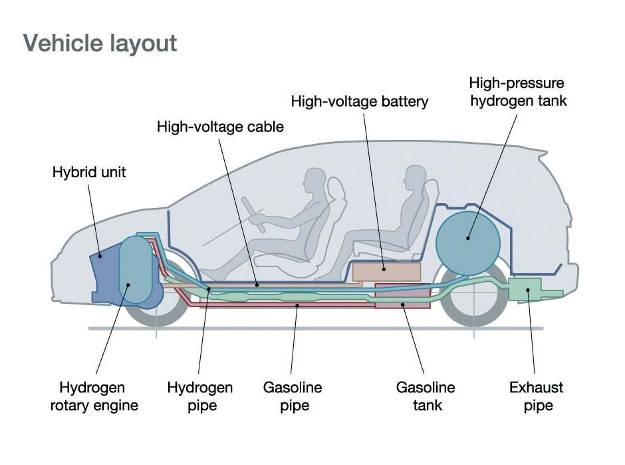 Vehicle layout
High-pressure
hydrogen tank
High-voltage battery
High-voltage cable
Hybrid unit
Hydrogen
rotary engine
Hydrogen
pipe
Gasoline
pipe
Gasoline
tank
Exhaust
pipe